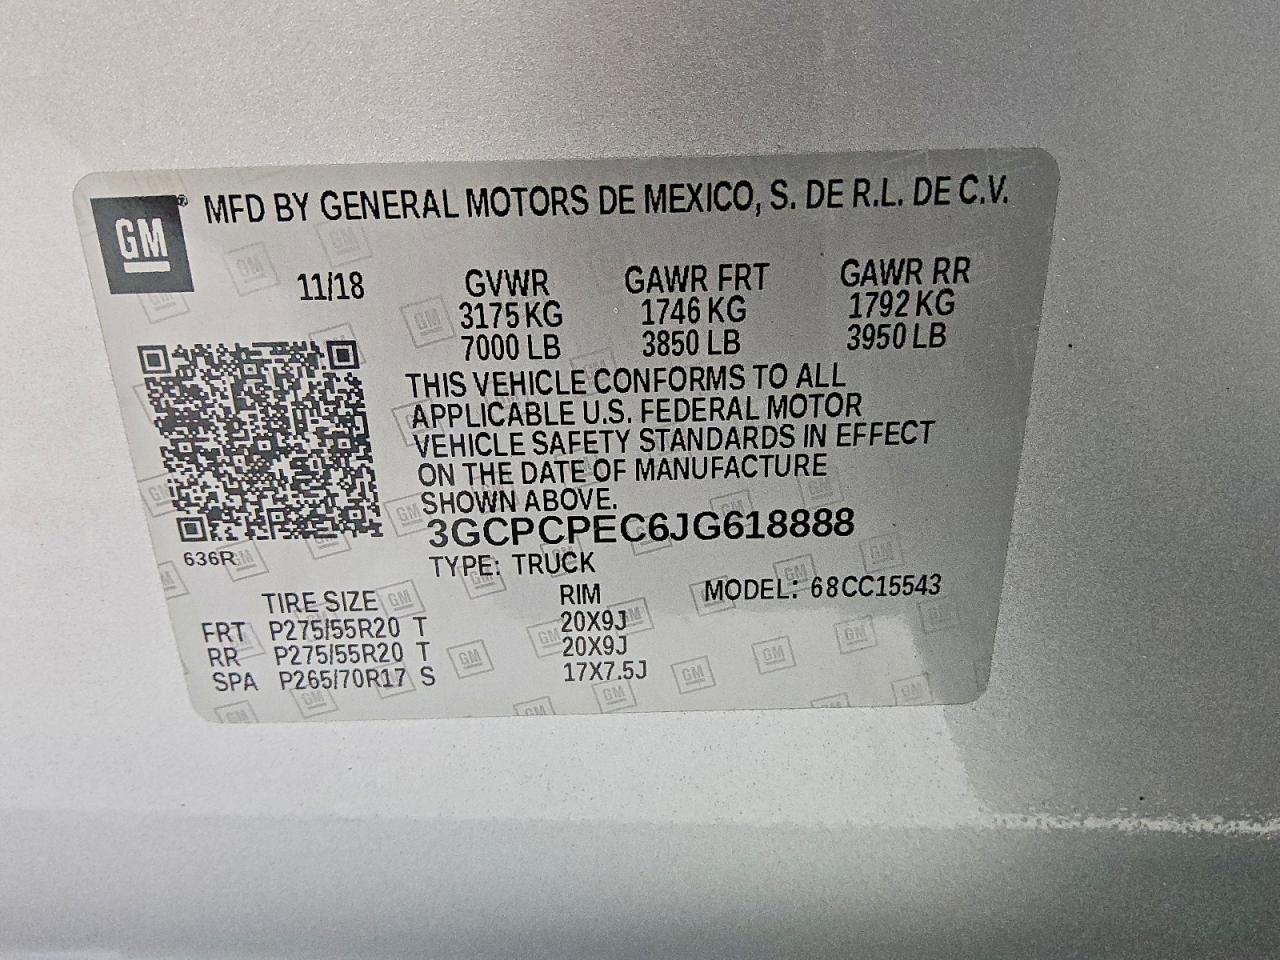 GM® MFD BY GENERAL MOTORS DE MEXICO, S. DE R.L. DE C.V.
11/18 GVWR GAWR FRT GAWR RR
3175 KG 1746 KG 1792 KG
7000 LB 3850 LB 3950 LB
THIS VEHICLE CONFORMS TO ALL
APPLICABLE U.S. FEDERAL MOTOR
VEHICLE SAFETY STANDARDS IN EFFECT
ON THE DATE OF MANUFACTURE
SHOWN ABOVE.
3GCPCPEC6JG618888
636R TYPE: TRUCK
TIRE SIZE RIM MODEL: 68CC15543
FRT P275/55R20 T 20X9J
RR P275/55R20 T 20X9J
SPA P265/70R17 S 17X7.5J